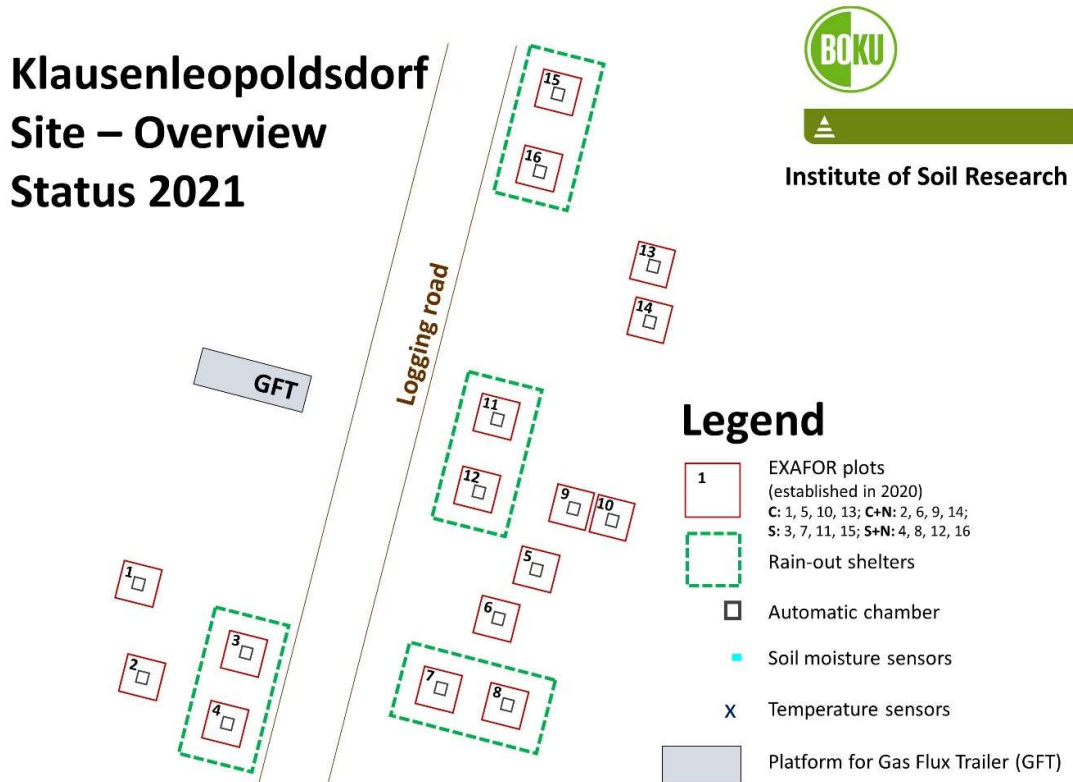 Klausenleopoldsdorf
Site – Overview
Status 2021
BOKU
Institute of Soil Research
15
16
13
14
Logging road
GFT
11
12
9
10
5
6
1
2
3
4
7
8
Legend
1
EXAFOR plots
(established in 2020)
C: 1, 5, 10, 13; C+N: 2, 6, 9, 14;
S: 3, 7, 11, 15; S+N: 4, 8, 12, 16
Rain-out shelters
Automatic chamber
Soil moisture sensors
X
Temperature sensors
Platform for Gas Flux Trailer (GFT)